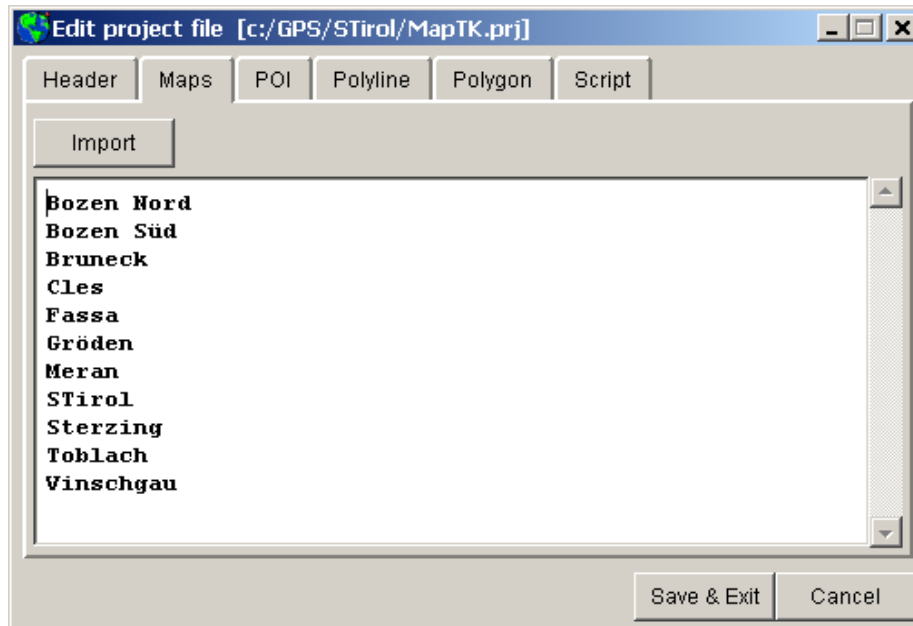 Edit project file [c:/GPS/STirol/MapTK.prj]
Header Maps POI Polyline Polygon Script
Import
Bozen Nord
Bozen Süd
Bruneck
Cles
Fassa
Gröden
Meran
STirol
Sterzing
Toblach
Vinschgau
Save & Exit Cancel